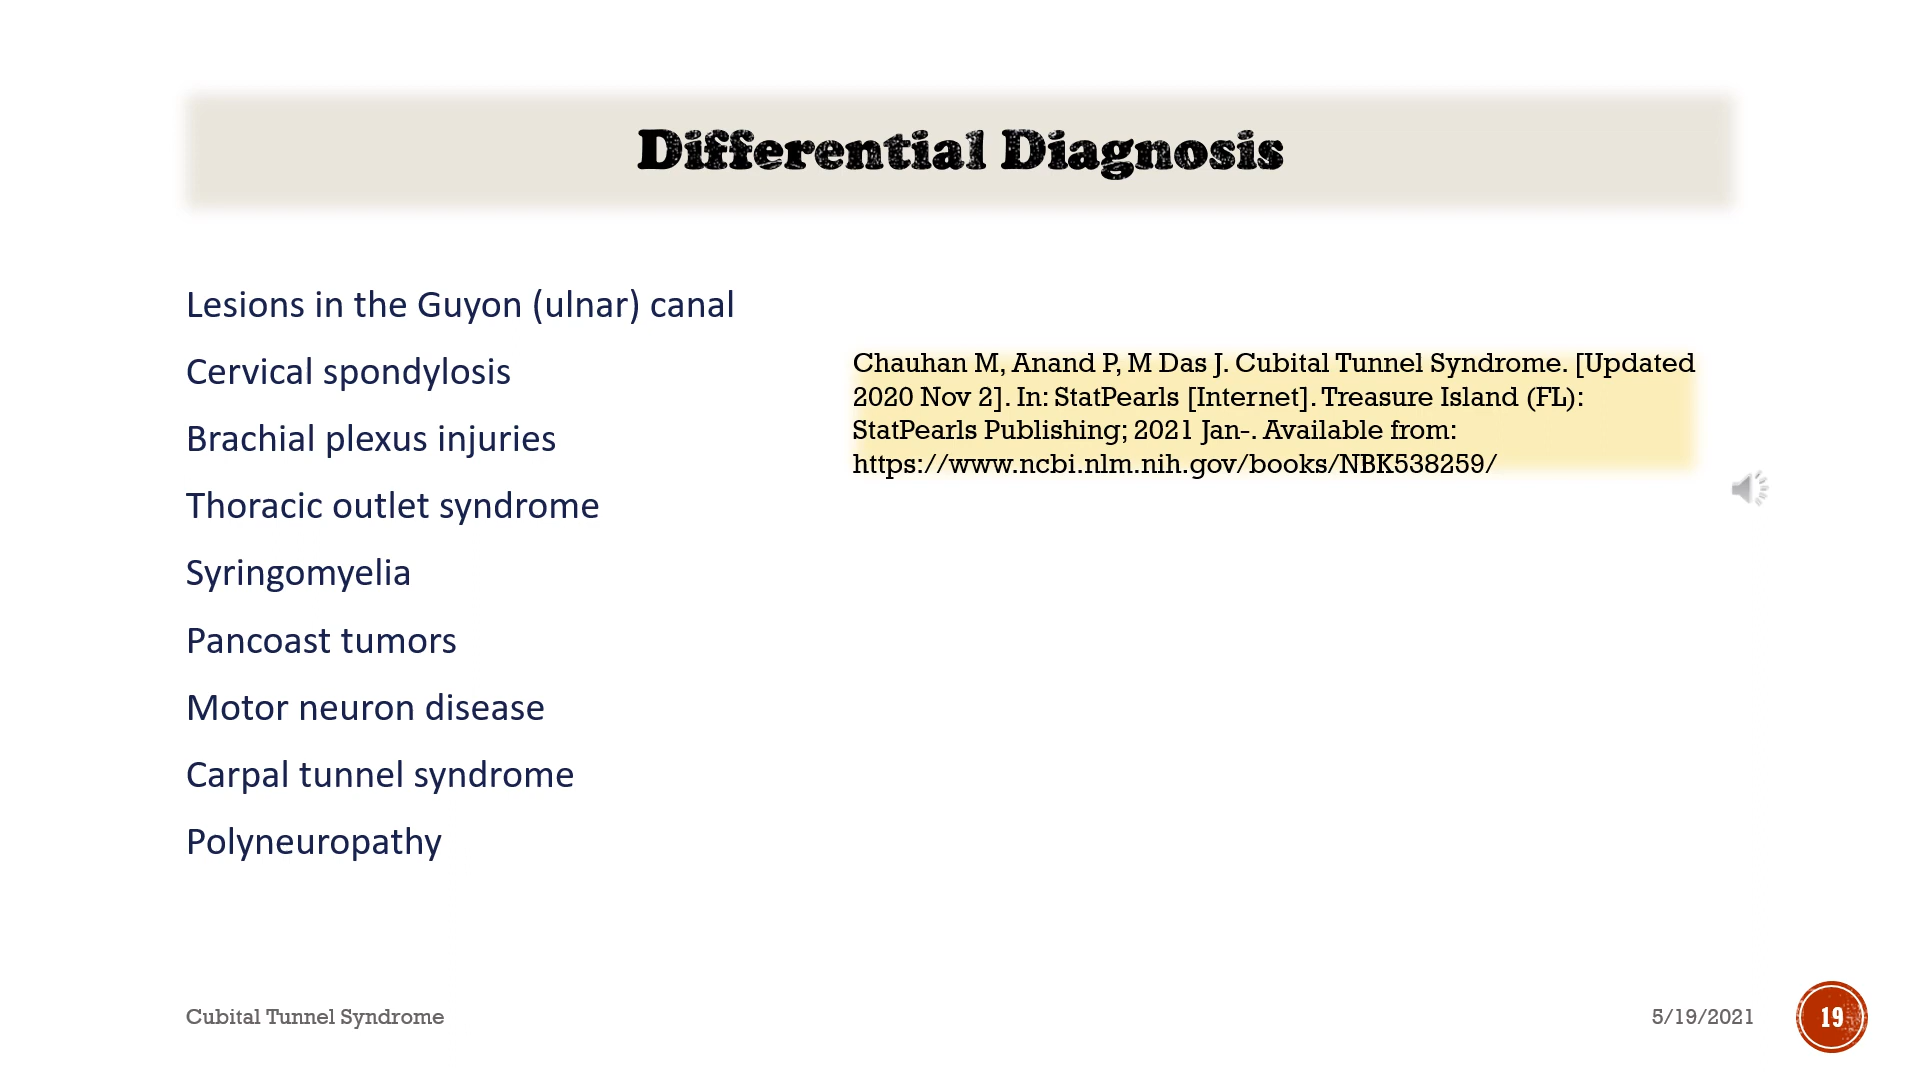 Differential Diagnosis
Lesions in the Guyon (ulnar) canal
Cervical spondylosis
Brachial plexus injuries
Thoracic outlet syndrome
Syringomyelia
Pancoast tumors
Motor neuron disease
Carpal tunnel syndrome
Polyneuropathy
Chauhan M, Anand P, M Das J. Cubital Tunnel Syndrome. [Updated
2020 Nov 2]. In: StatPearls [Internet]. Treasure Island (FL):
StatPearls Publishing; 2021 Jan-. Available from:
https://www.ncbi.nlm.nih.gov/books/NBK538259/
Cubital Tunnel Syndrome
5/19/2021
19